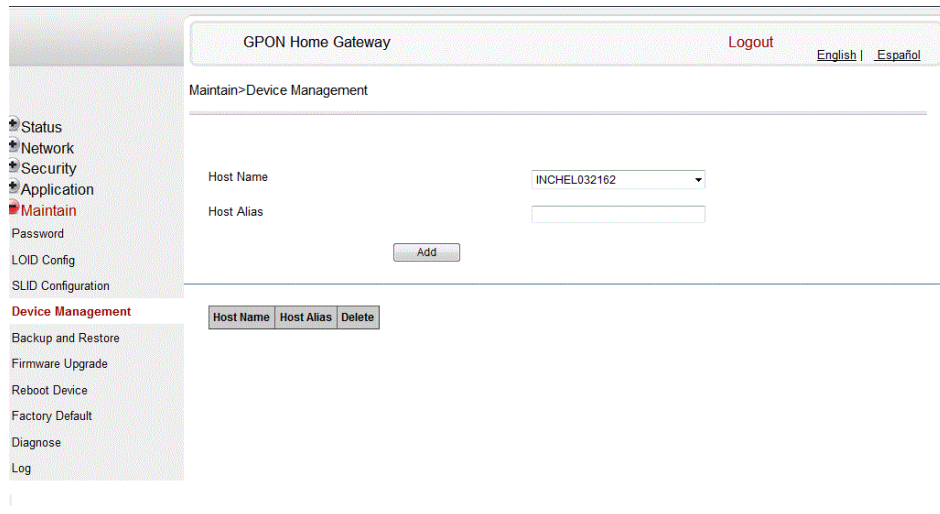 GPON Home Gateway
Logout
English | Español
Maintain>Device Management
Status
Network
Security
Application
Maintain
Password
LOID Config
SLID Configuration
Device Management
Backup and Restore
Firmware Upgrade
Reboot Device
Factory Default
Diagnose
Log
Host Name
INCHEL032162
Host Alias
Add
Host Name Host Alias Delete